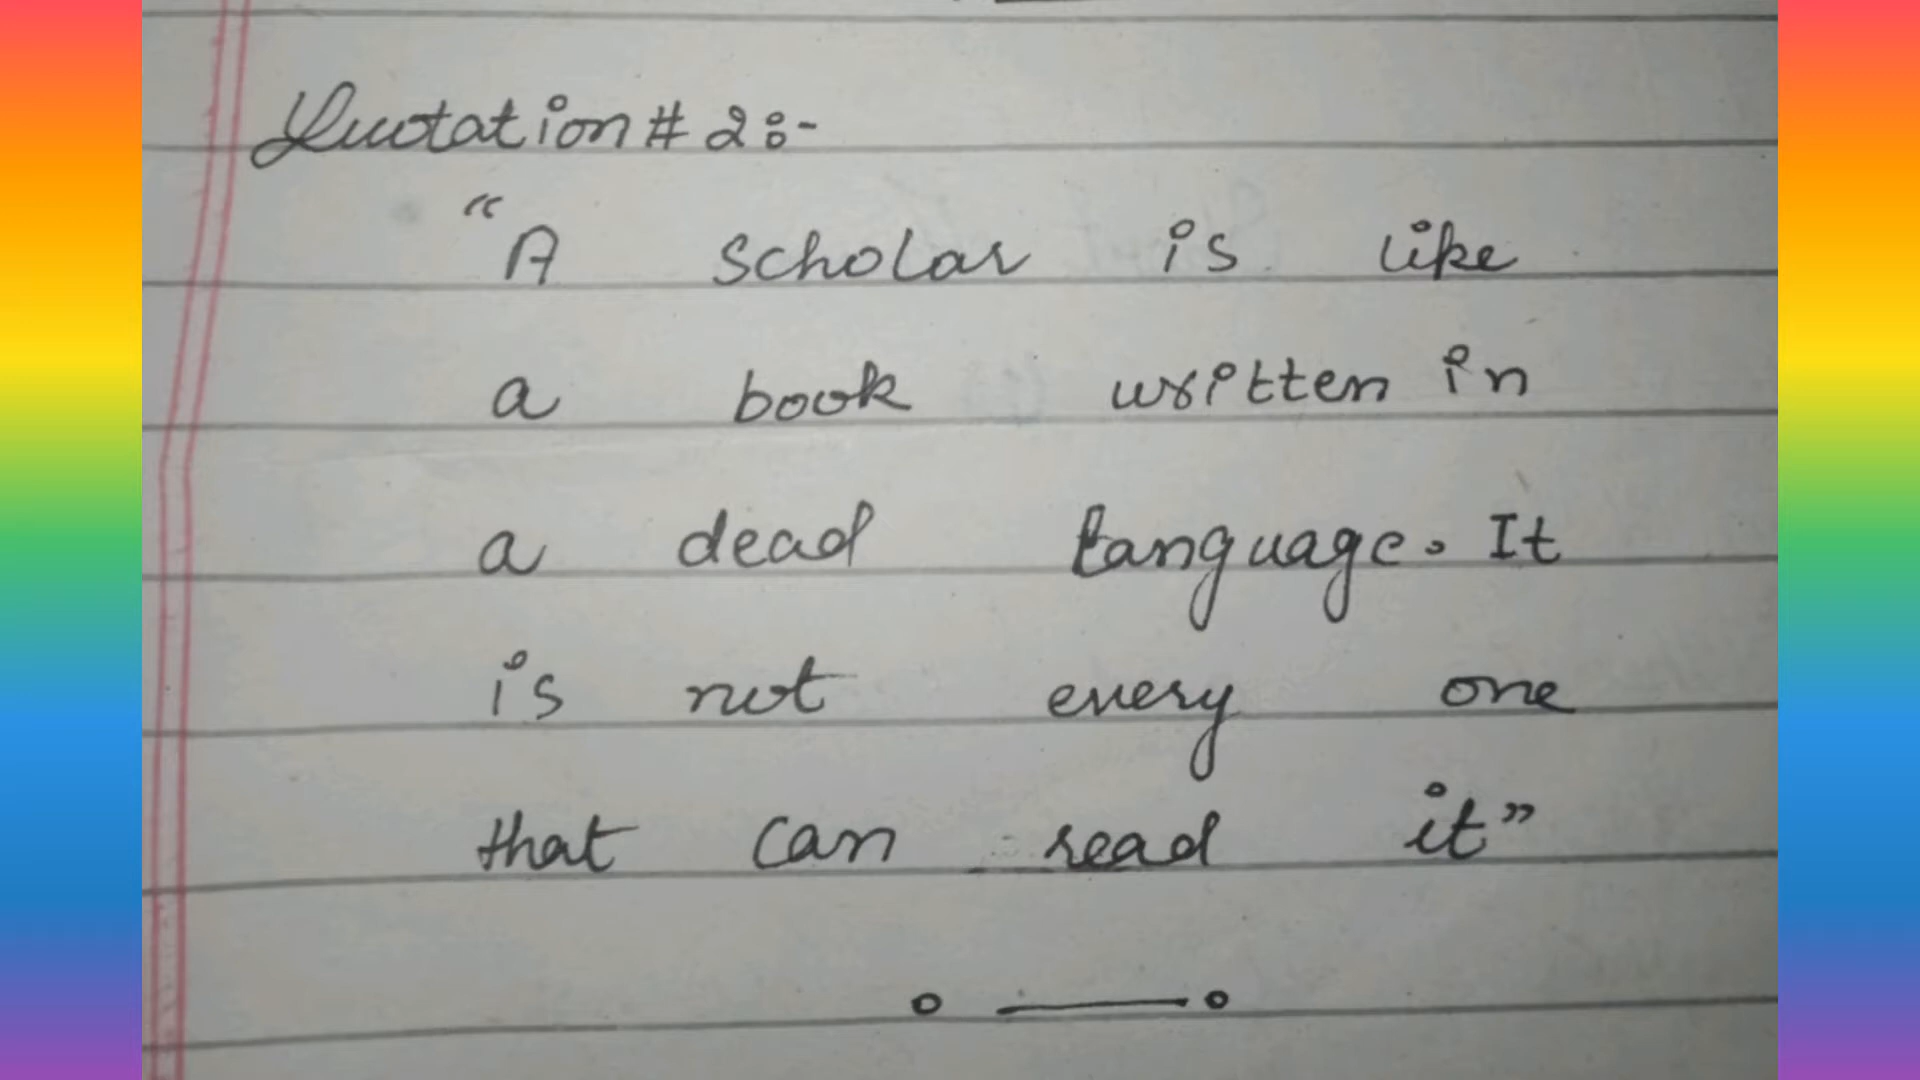 Quotation # 2:-
"A scholar is like
a book written in
a dead language. It
is not every one
that can read it"